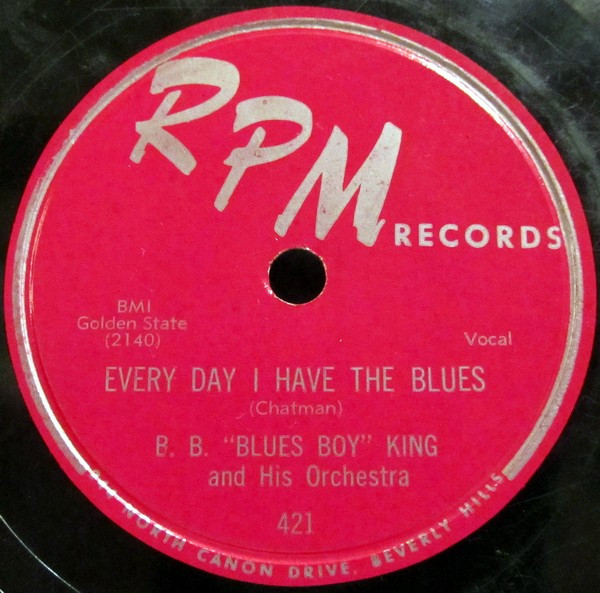 RPM
RECORDS
BMI
Golden State
(2140)
Vocal
EVERY DAY I HAVE THE BLUES
(Chatman)
B. B. “BLUES BOY” KING
and His Orchestra
421
NORTH CANON DRIVE, BEVERLY HILLS